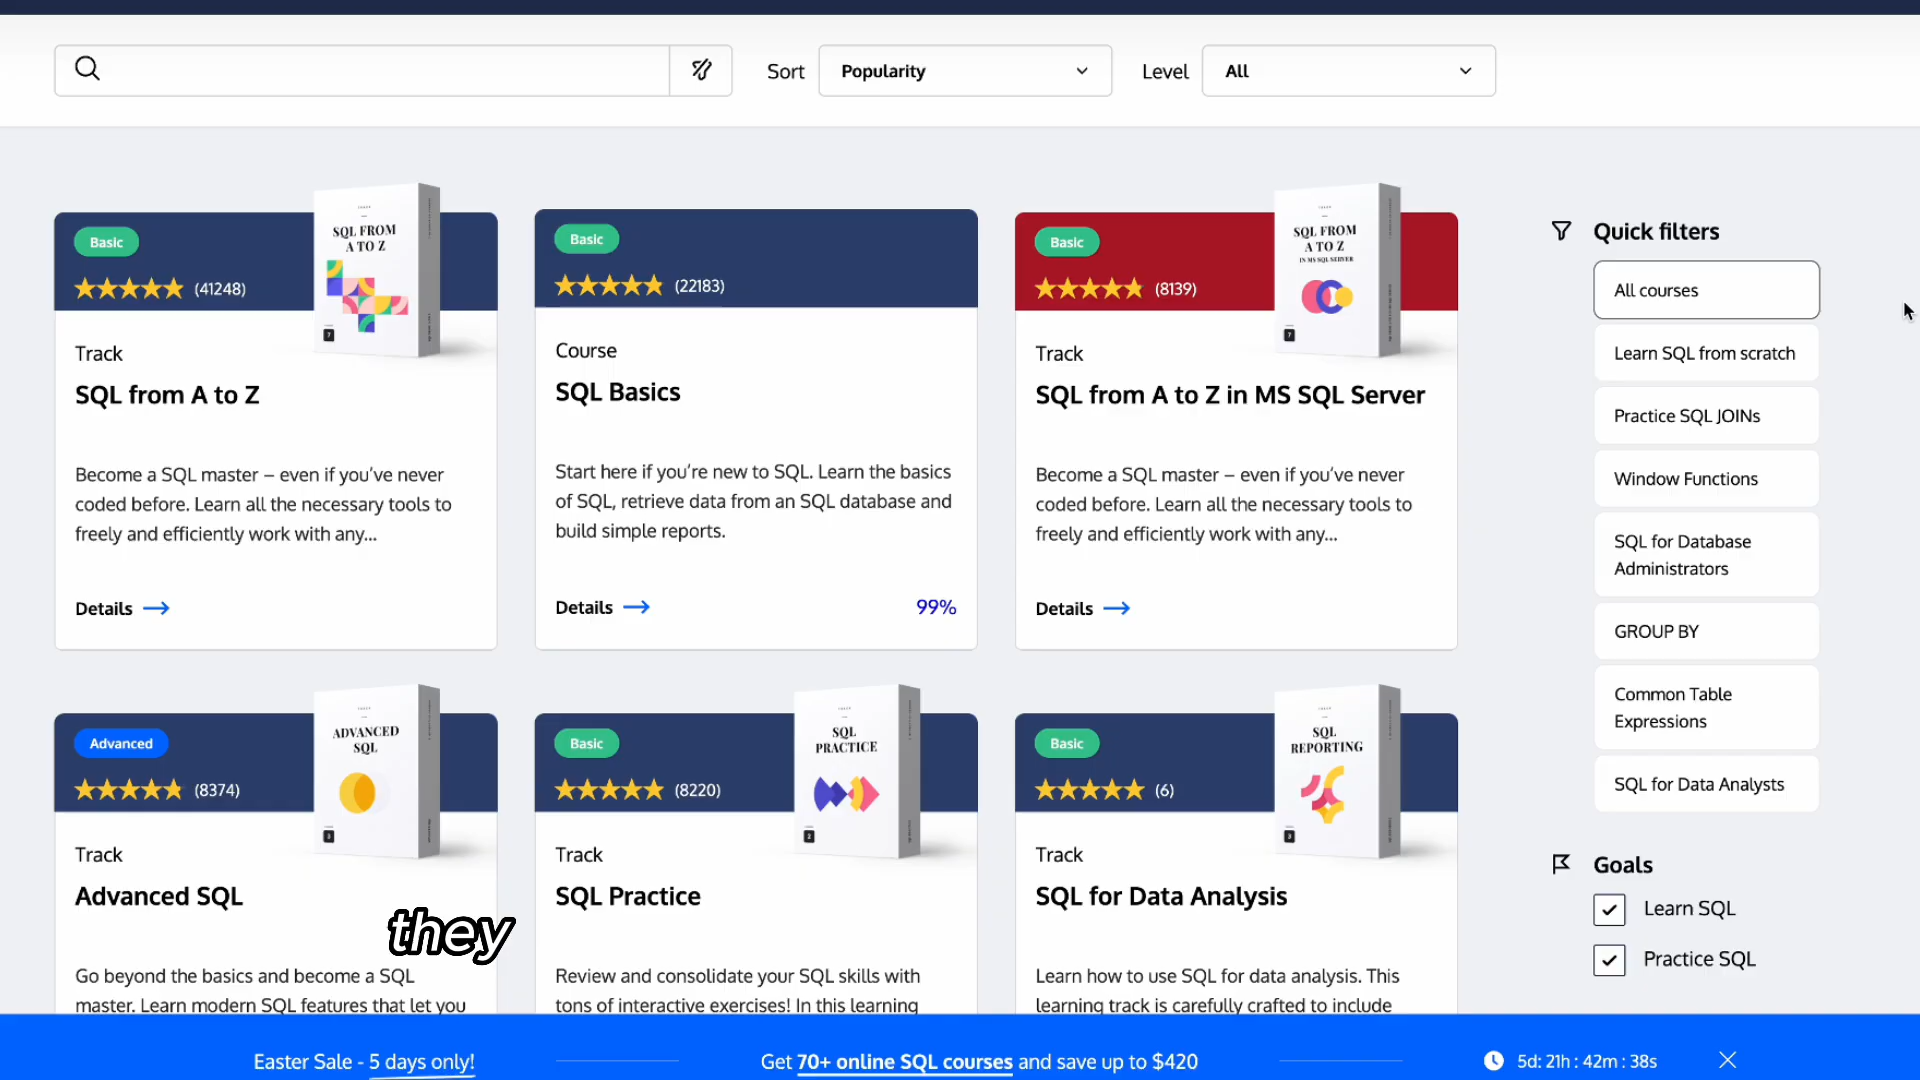 Sort
Popularity
Level
All
Basic
(41248)
SQL FROM
A TO Z
Track
SQL from A to Z
Become a SQL master – even if you've never
coded before. Learn all the necessary tools to
freely and efficiently work with any...
Details
Basic
(22183)
Course
SQL Basics
Start here if you're new to SQL. Learn the basics
of SQL, retrieve data from an SQL database and
build simple reports.
Details
99%
Basic
(8139)
SQL FROM
A TO Z
IN MS SQL SERVER
Track
SQL from A to Z in MS SQL Server
Become a SQL master – even if you've never
coded before. Learn all the necessary tools to
freely and efficiently work with any...
Details
Quick filters
All courses
Learn SQL from scratch
Practice SQL JOINs
Window Functions
SQL for Database
Administrators
GROUP BY
Common Table
Expressions
SQL for Data Analysts
Goals
Learn SQL
Practice SQL
Advanced
(8374)
ADVANCED
SQL
Track
Advanced SQL
they
Go beyond the basics and become a SQL
master. Learn modern SQL features that let you
Basic
(8220)
SQL
PRACTICE
Track
SQL Practice
Review and consolidate your SQL skills with
tons of interactive exercises! In this learning
Basic
(6)
SQL
REPORTING
Track
SQL for Data Analysis
Learn how to use SQL for data analysis. This
learning track is carefully crafted to include
Easter Sale - 5 days only!
Get 70+ online SQL courses and save up to $420
5d: 21h : 42m : 38s